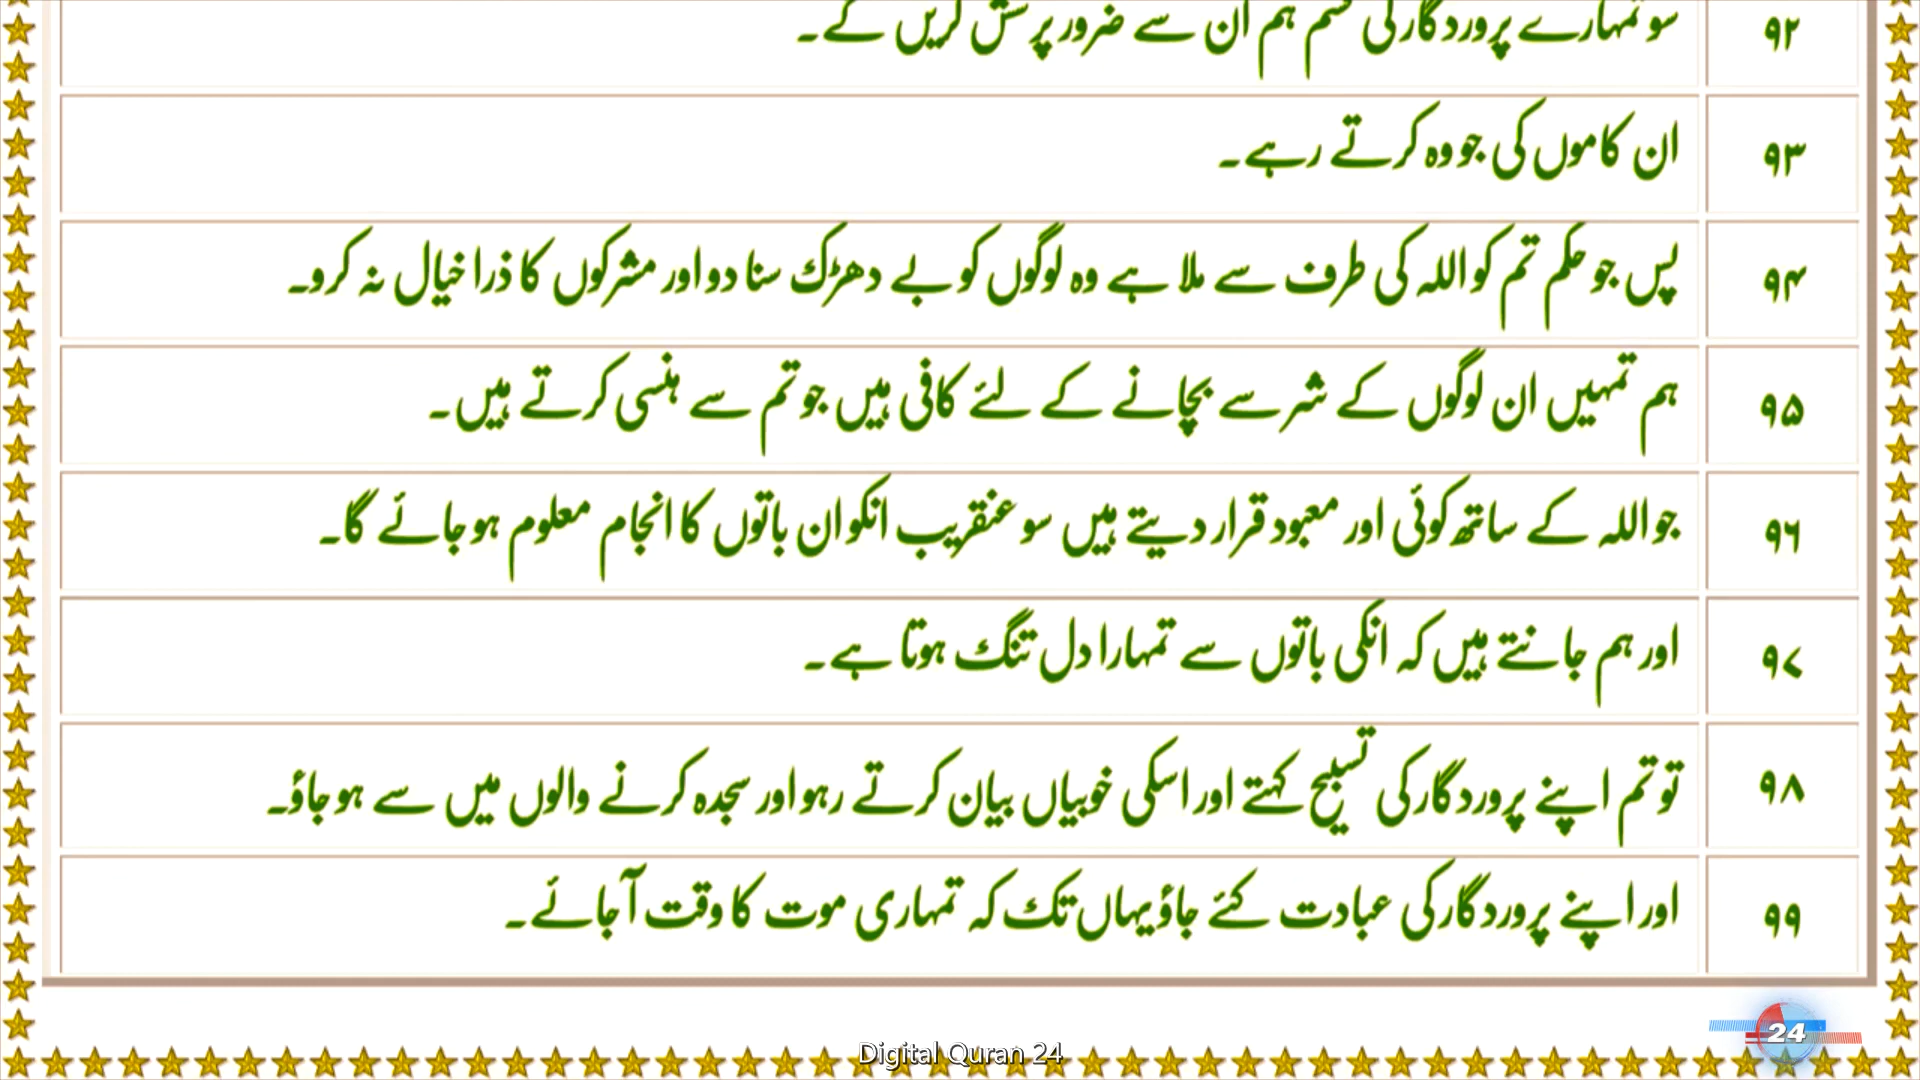 ۹۲ سو تمہارے پروردگار کی قسم ہم ان سے ضرور پرسش کریں گے۔
۹۳ ان کاموں کی جو وہ کرتے رہے۔
۹۴ پس جو حکم تم کو اللہ کی طرف سے ملا ہے وہ لوگوں کو بے دھڑک سنا دو اور مشرکوں کا ذرا خیال نہ کرو۔
۹۵ ہم تمہیں ان لوگوں کے شر سے بچانے کے لئے کافی ہیں جو تم سے ہنسی کرتے ہیں۔
۹۶ جو اللہ کے ساتھ کوئی اور معبود قرار دیتے ہیں سو عنقریب انکو ان باتوں کا انجام معلوم ہو جائے گا۔
۹۷ اور ہم جانتے ہیں کہ انکی باتوں سے تمہارا دل تنگ ہوتا ہے۔
۹۸ تو تم اپنے پروردگار کی تسبیح کہتے اور اسکی خوبیاں بیان کرتے رہو اور سجدہ کرنے والوں میں سے ہو جاؤ۔
۹۹ اور اپنے پروردگار کی عبادت کئے جاؤ یہاں تک کہ تمہاری موت کا وقت آ جائے۔
24
Digital Quran 24